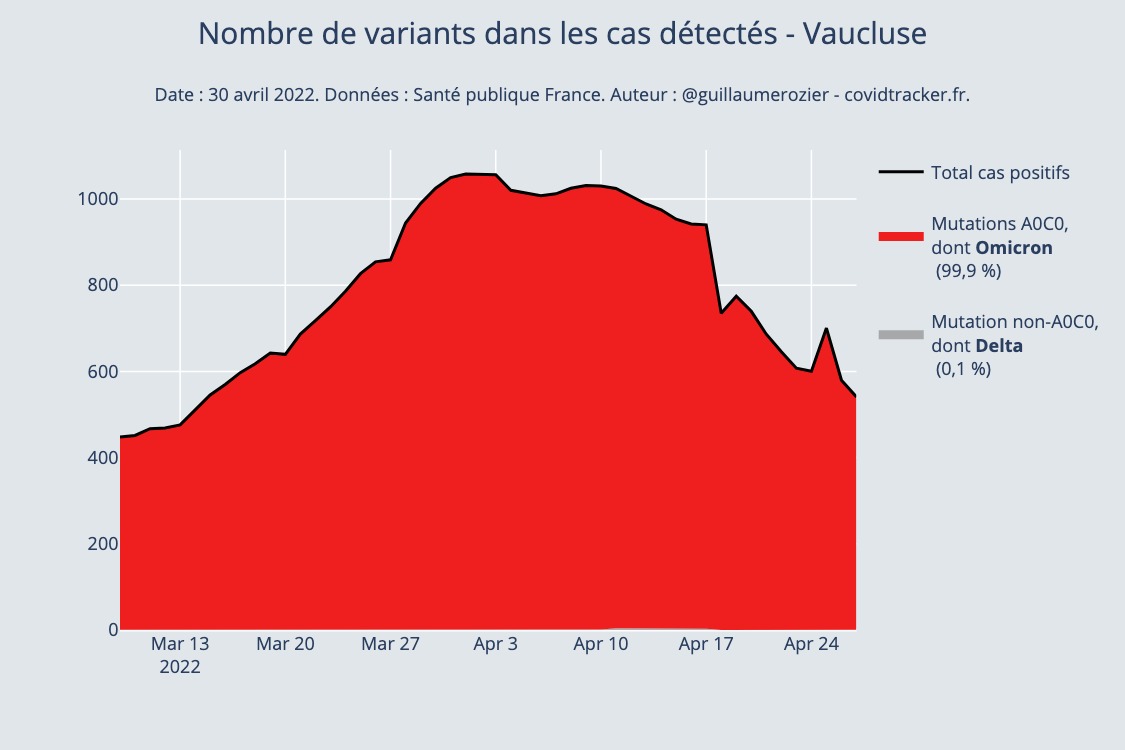 Nombre de variants dans les cas détectés - Vaucluse
Date : 30 avril 2022. Données : Santé publique France. Auteur : @guillaumerozier - covidtracker.fr.
Total cas positifs
Mutations A0C0,
dont Omicron
(99,9 %)
Mutation non-A0C0,
dont Delta
(0,1 %)
1000
800
600
400
200
0
Mar 13 Mar 20 Mar 27 Apr 3 Apr 10 Apr 17 Apr 24
2022